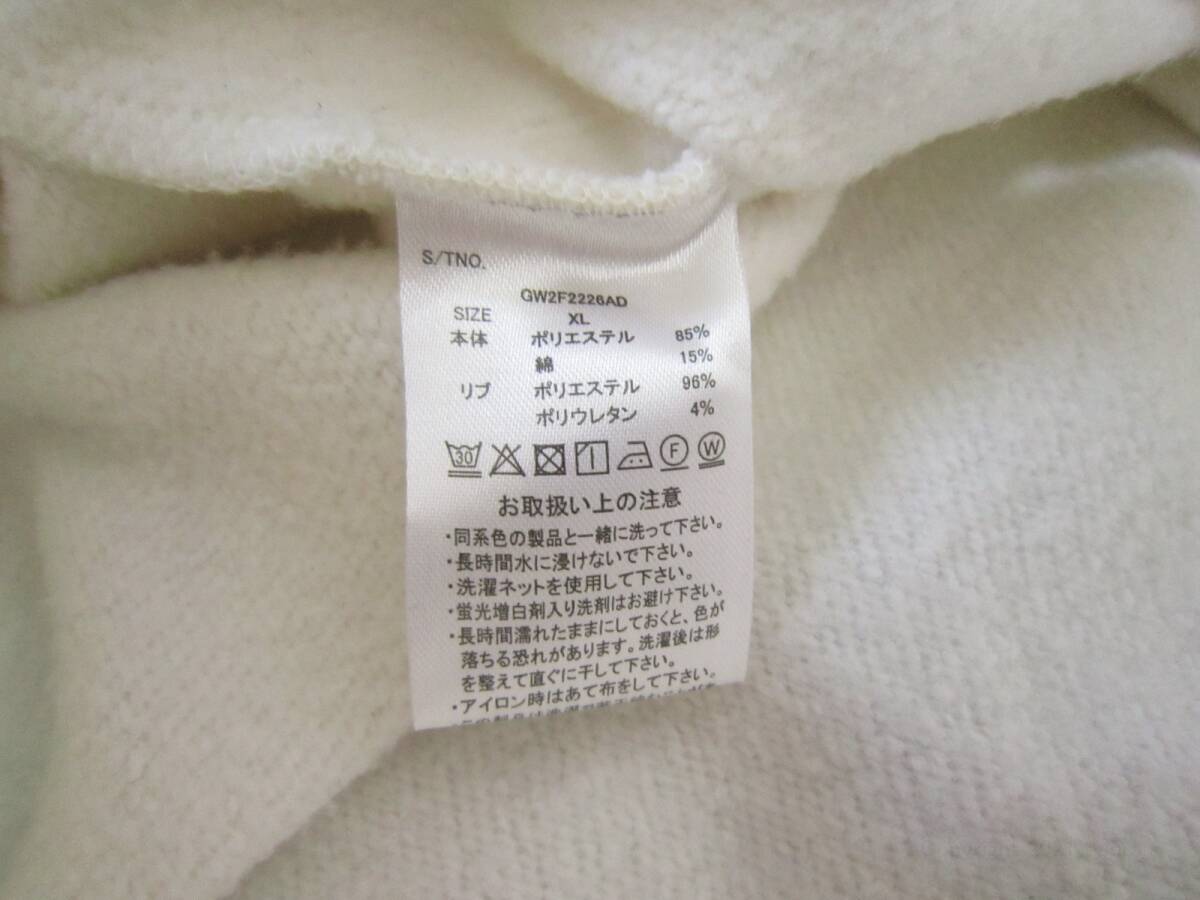 S/TNO.
GW2F2226AD
SIZE XL
本体 ポリエステル 85%
綿 15%
リブ ポリエステル 96%
ポリウレタン 4%
30 F W
お取扱い上の注意
・同系色の製品と一緒に洗って下さい。
・長時間水に浸けないで下さい。
・洗濯ネットを使用して下さい。
・蛍光増白剤入り洗剤はお避け下さい。
・長時間濡れたままにしておくと、色が
落ちる恐れがあります。洗濯後は形
を整えて直ぐに干して下さい。
・アイロン時はあて布をして下さい。